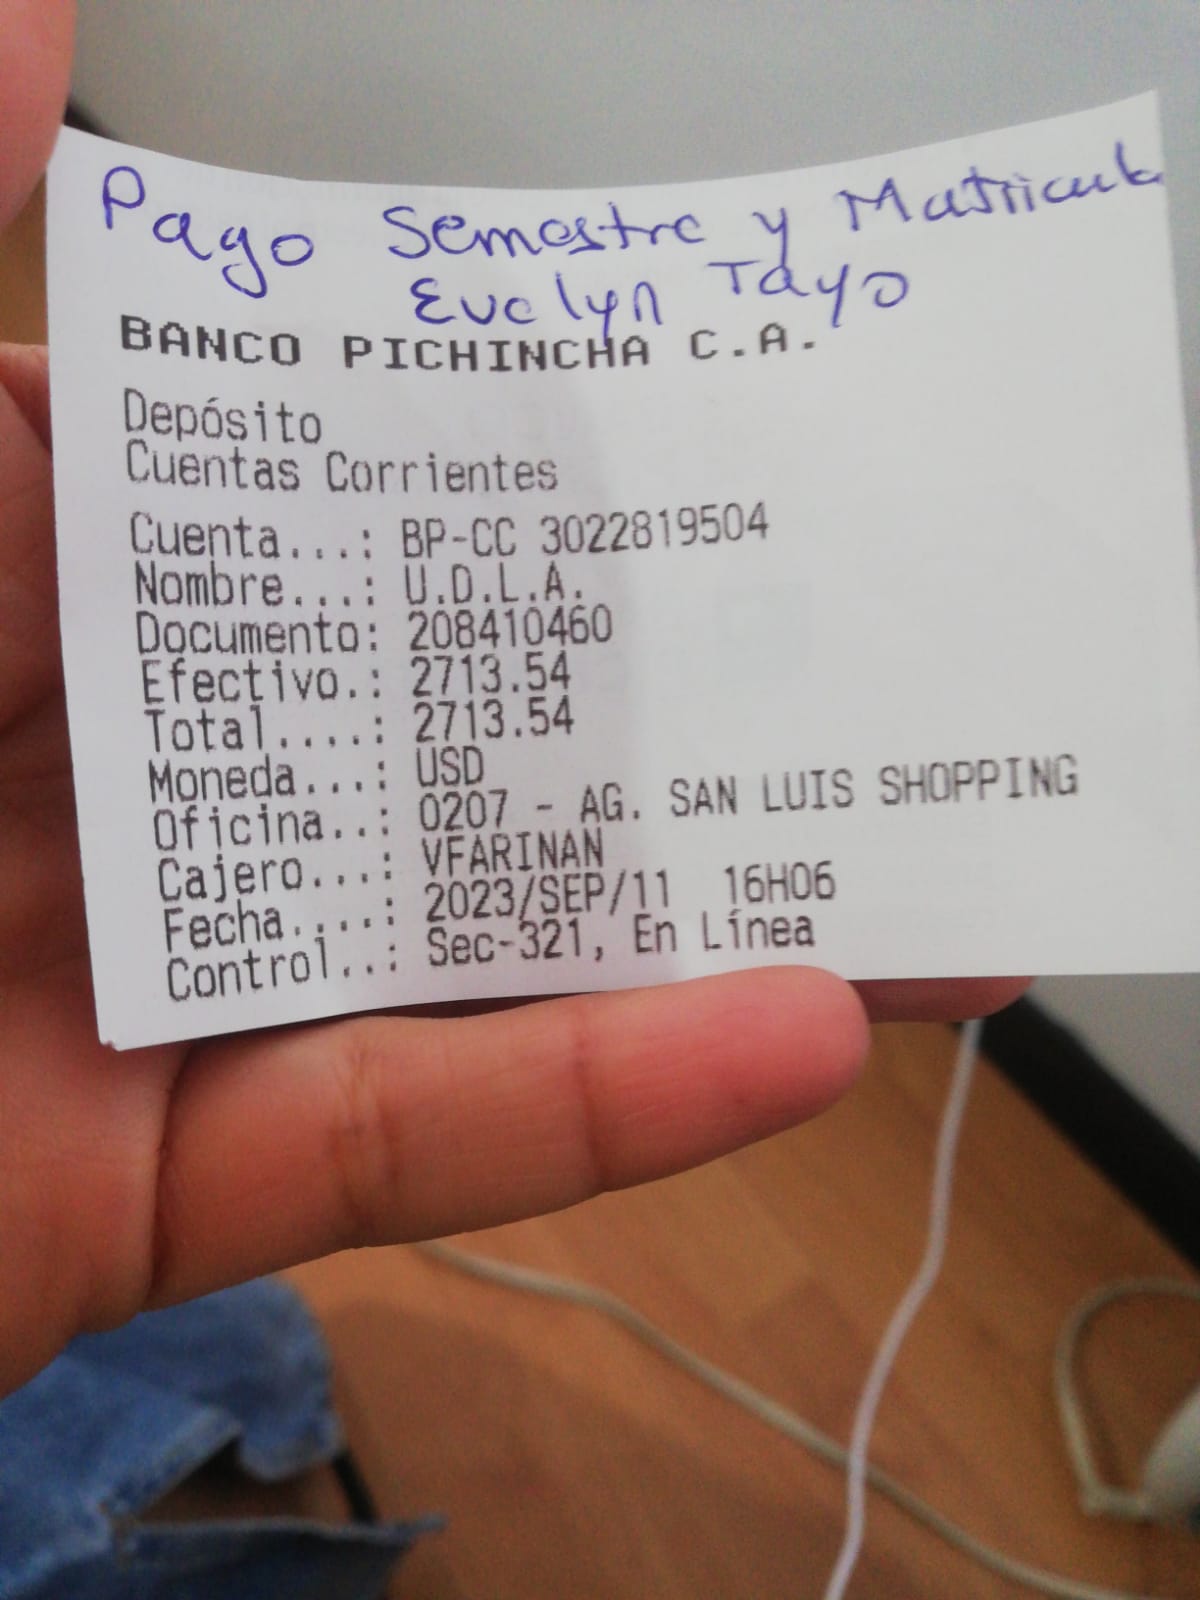 Pago Semestre y Matricula
Evelyn Tayo
BANCO PICHINCHA C.A.
Depósito
Cuentas Corrientes
Cuenta...: BP-CC 3022819504
Nombre...: U.D.L.A.
Documento: 208410460
Efectivo.: 2713.54
Total....: 2713.54
Moneda...: USD
Oficina..: 0207 - AG. SAN LUIS SHOPPING
Cajero...: VFARINAN
Fecha....: 2023/SEP/11 16H06
Control..: Sec-321, En Línea